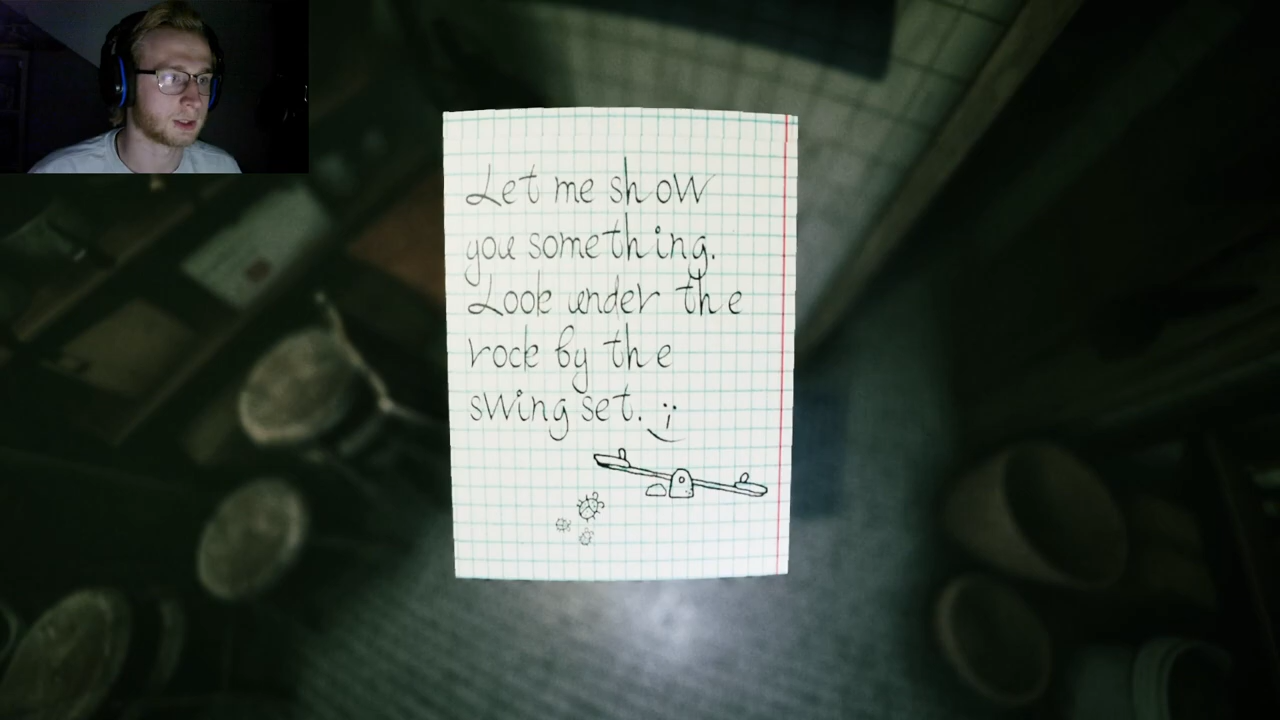 Let me show
you something.
Look under the
rock by the
swing set. :)